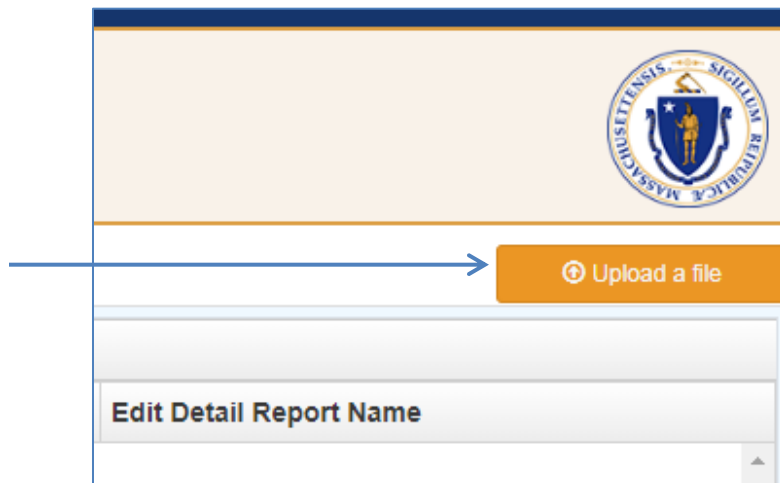 SIGILLUM REIPUBLICÆ MASSACHUSETTENSIS.
Upload a file
Edit Detail Report Name